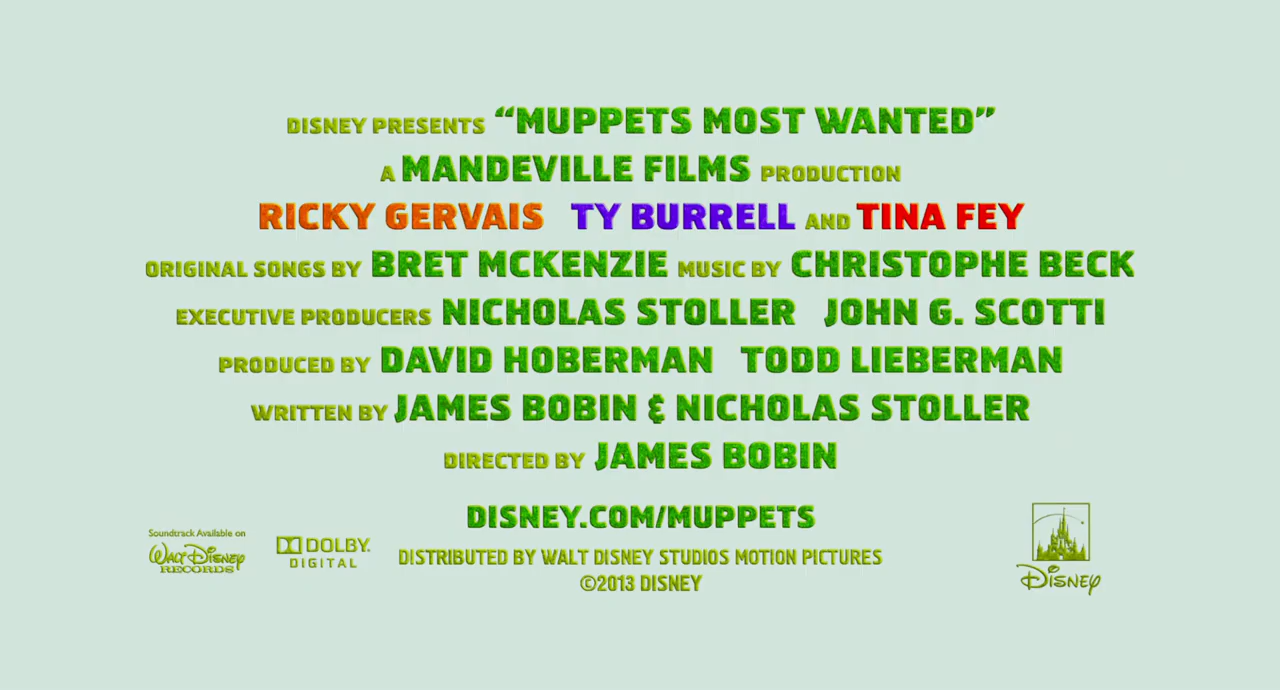 DISNEY PRESENTS “MUPPETS MOST WANTED”
A MANDEVILLE FILMS PRODUCTION
RICKY GERVAIS TY BURRELL AND TINA FEY
ORIGINAL SONGS BY BRET MCKENZIE MUSIC BY CHRISTOPHE BECK
EXECUTIVE PRODUCERS NICHOLAS STOLLER JOHN G. SCOTTI
PRODUCED BY DAVID HOBERMAN TODD LIEBERMAN
WRITTEN BY JAMES BOBIN & NICHOLAS STOLLER
DIRECTED BY JAMES BOBIN
DISNEY.COM/MUPPETS
Soundtrack Available on
WALT DISNEY
RECORDS
DOLBY.
DIGITAL
DISTRIBUTED BY WALT DISNEY STUDIOS MOTION PICTURES
©2013 DISNEY
DISNEY